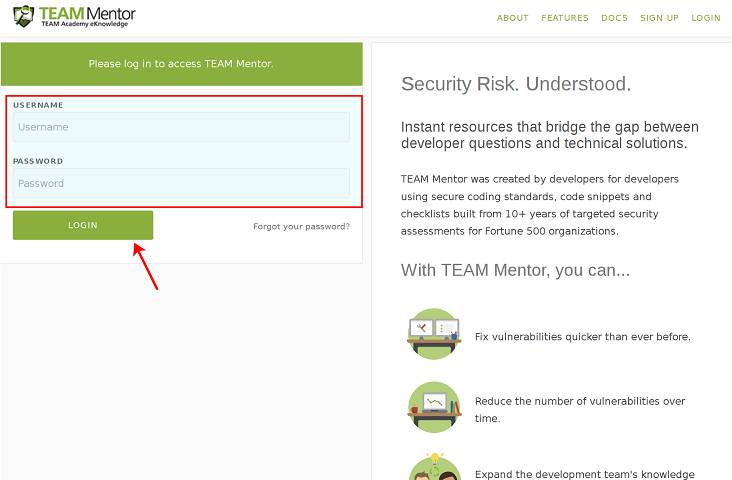 TEAM Mentor
TEAM Academy eKnowledge
ABOUT FEATURES DOCS SIGN UP LOGIN
Please log in to access TEAM Mentor.
USERNAME
Username
PASSWORD
Password
LOGIN
Forgot your password?
Security Risk. Understood.
Instant resources that bridge the gap between
developer questions and technical solutions.
TEAM Mentor was created by developers for developers
using secure coding standards, code snippets and
checklists built from 10+ years of targeted security
assessments for Fortune 500 organizations.
With TEAM Mentor, you can...
Fix vulnerabilities quicker than ever before.
Reduce the number of vulnerabilities over
time.
Expand the development team's knowledge